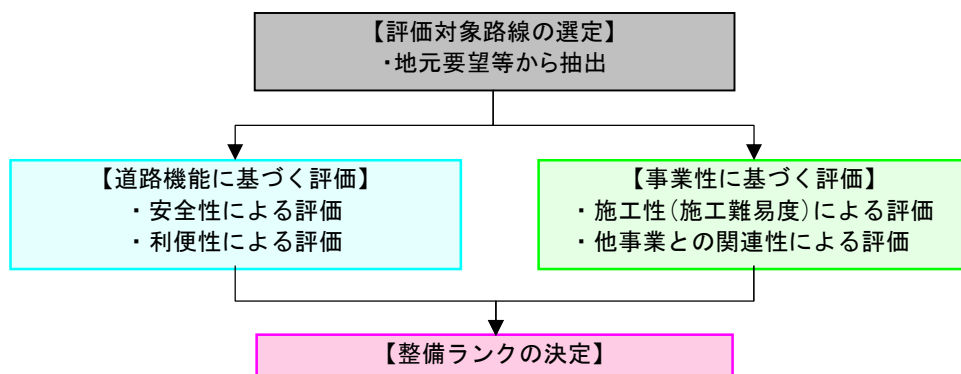 【評価対象路線の選定】
・地元要望等から抽出
【道路機能に基づく評価】
・安全性による評価
・利便性による評価
【事業性に基づく評価】
・施工性(施工難易度)による評価
・他事業との関連性による評価
【整備ランクの決定】